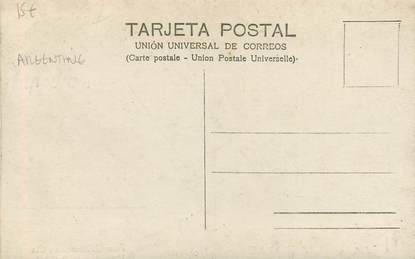 15€
ARGENTINE
TARJETA POSTAL
UNIÓN UNIVERSAL DE CORREOS
(Carte postale - Union Postale Universelle)